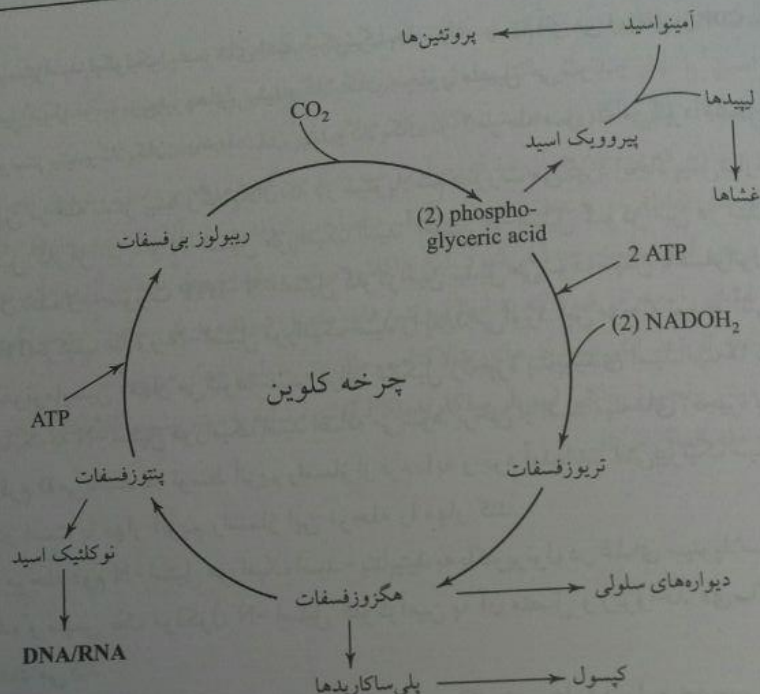 آمینواسید
پروتئین‌ها
لیپیدها
CO₂
پیروویک اسید
غشاها
(2) phospho-
glyceric acid
ریبولوز بی‌فسفات
2 ATP
(2) NADOH₂
چرخه کلوین
ATP
تریوزفسفات
پنتوزفسفات
نوکلئیک اسید
دیواره‌های سلولی
هگزوزفسفات
DNA/RNA
کپسول
پلی‌ساکاریدها